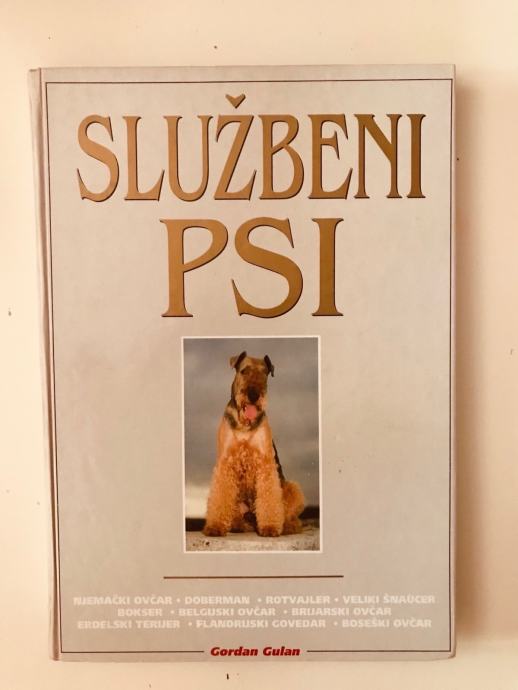 SLUŽBENI
PSI
NJEMAČKI OVČAR • DOBERMAN • ROTVAJLER • VELIKI ŠNAUCER
BOKSER • BELGIJSKI OVČAR • BRIJARSKI OVČAR
ERDELSKI TERIJER • FLANDRIJSKI GOVEDAR • BOSEŠKI OVČAR
Gordan Gulan